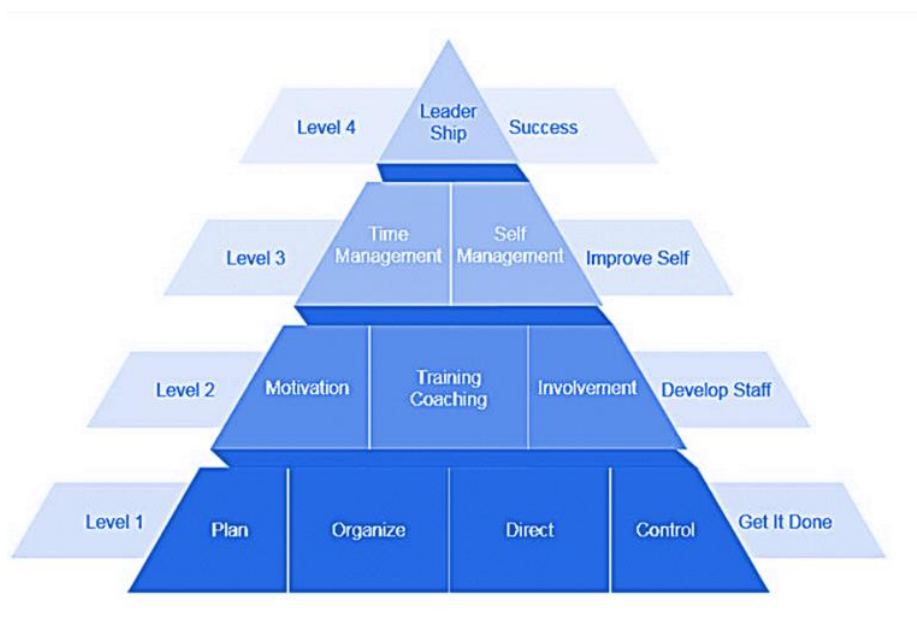 Level 4
Leader
Ship
Success
Level 3
Time
Management
Self
Management
Improve Self
Level 2
Motivation
Training
Coaching
Involvement
Develop Staff
Level 1
Plan
Organize
Direct
Control
Get It Done